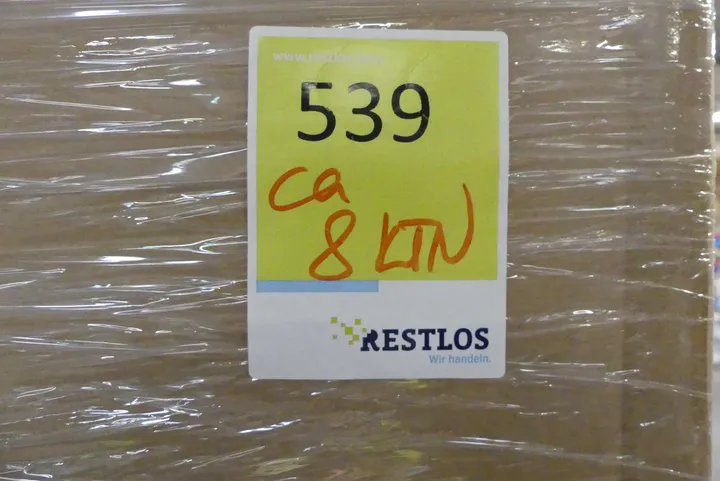 539
ca
8 KTN
RESTLOS
Wir handeln.